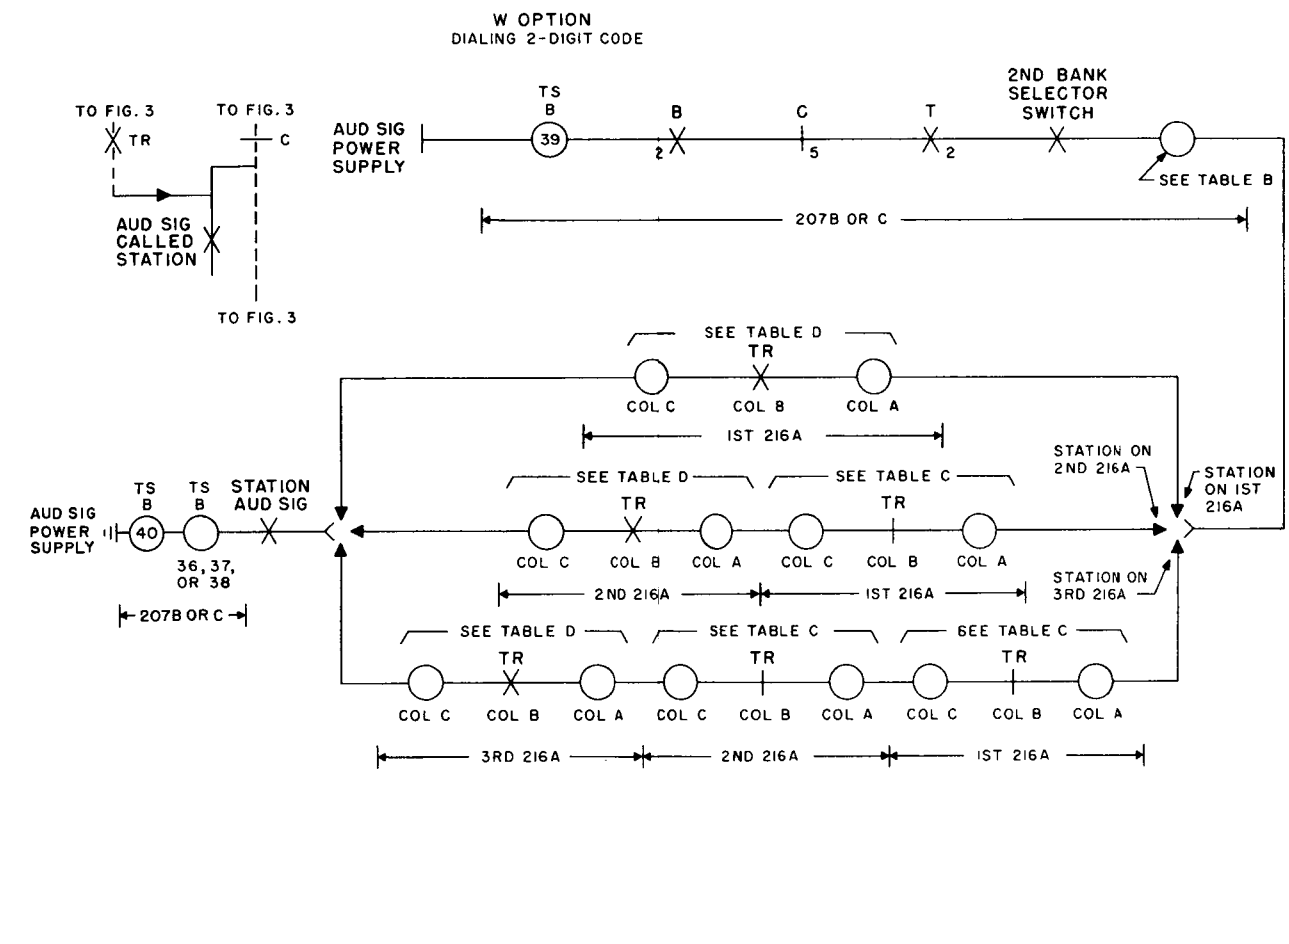 W OPTION
DIALING 2-DIGIT CODE
TO FIG. 3
TO FIG. 3
TR
C
AUD SIG
CALLED
STATION
TO FIG. 3
AUD SIG
POWER
SUPPLY
TS
B
39
B
2
C
5
T
2
2ND BANK
SELECTOR
SWITCH
SEE TABLE B
207B OR C
SEE TABLE D
TR
COL C
COL B
COL A
1ST 216A
STATION ON
2ND 216A
STATION
ON 1ST
216A
SEE TABLE D
SEE TABLE C
TR
TR
COL C
COL B
COL A
COL C
COL B
COL A
2ND 216A
1ST 216A
STATION ON
3RD 216A
AUD SIG
POWER
SUPPLY
TS
B
40
TS
B
36, 37,
OR 38
STATION
AUD SIG
207B OR C
SEE TABLE D
SEE TABLE C
6EE TABLE C
TR
TR
TR
COL C
COL B
COL A
COL C
COL B
COL A
COL C
COL B
COL A
3RD 216A
2ND 216A
1ST 216A